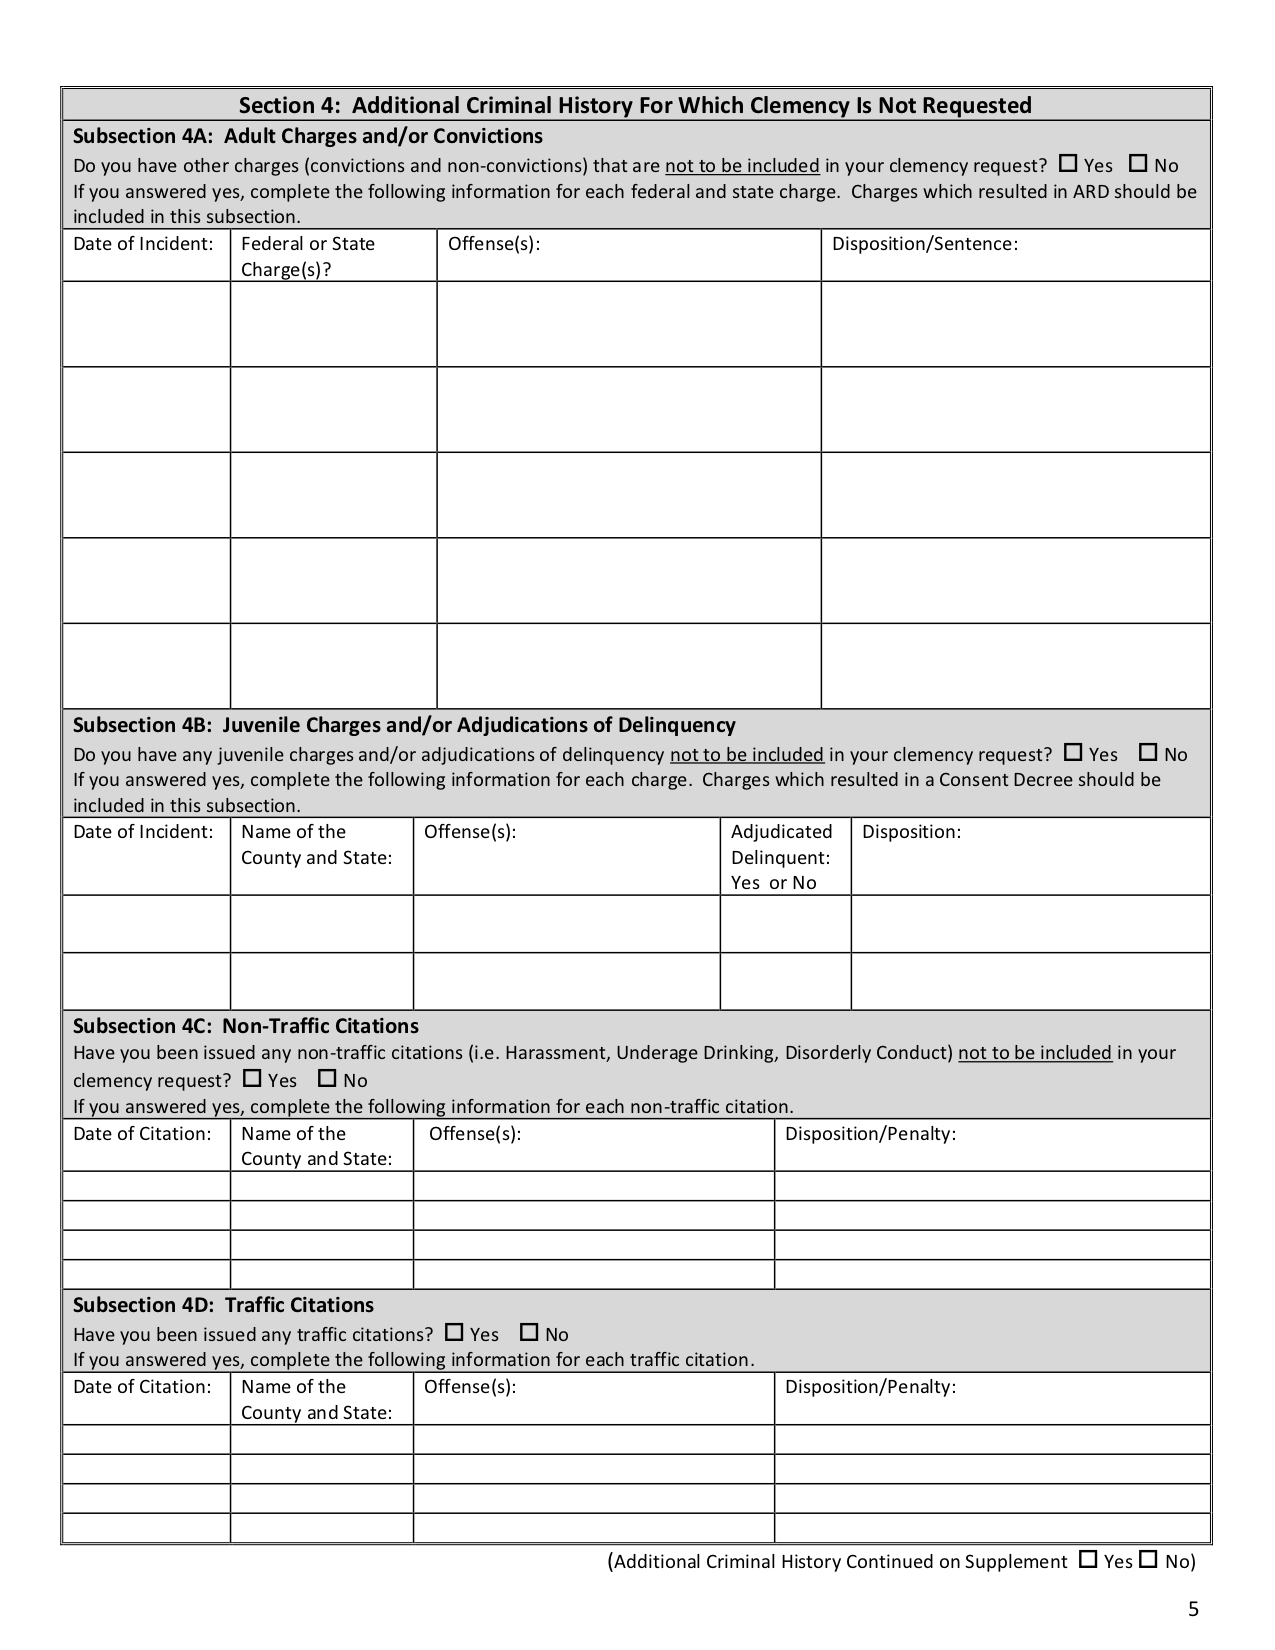 Section 4:  Additional Criminal History For Which Clemency Is Not Requested
Subsection 4A:  Adult Charges and/or Convictions
Do you have other charges (convictions and non-convictions) that are not to be included in your clemency request? ☐ Yes ☐ No
If you answered yes, complete the following information for each federal and state charge.  Charges which resulted in ARD should be
included in this subsection.
Date of Incident: Federal or State Charge(s)? Offense(s): Disposition/Sentence:
Subsection 4B:  Juvenile Charges and/or Adjudications of Delinquency
Do you have any juvenile charges and/or adjudications of delinquency not to be included in your clemency request? ☐ Yes ☐ No
If you answered yes, complete the following information for each charge.  Charges which resulted in a Consent Decree should be
included in this subsection.
Date of Incident: Name of the County and State: Offense(s): Adjudicated Delinquent: Yes  or No Disposition:
Subsection 4C:  Non-Traffic Citations
Have you been issued any non-traffic citations (i.e. Harassment, Underage Drinking, Disorderly Conduct) not to be included in your
clemency request? ☐ Yes ☐ No
If you answered yes, complete the following information for each non-traffic citation.
Date of Citation: Name of the County and State: Offense(s): Disposition/Penalty:
Subsection 4D:  Traffic Citations
Have you been issued any traffic citations? ☐ Yes ☐ No
If you answered yes, complete the following information for each traffic citation.
Date of Citation: Name of the County and State: Offense(s): Disposition/Penalty:
(Additional Criminal History Continued on Supplement ☐ Yes ☐ No)
5